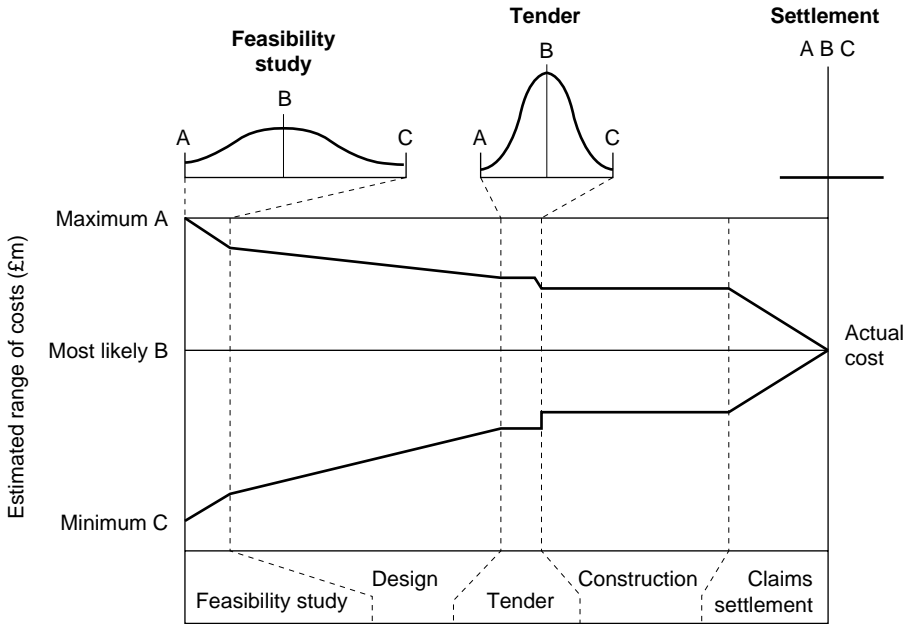 Tender
Settlement
Feasibility
study
A B C
B
B
A
C
A
C
Maximum A
Most likely B
Minimum C
Estimated range of costs (£m)
Actual
cost
Design
Construction
Claims
settlement
Feasibility study
Tender